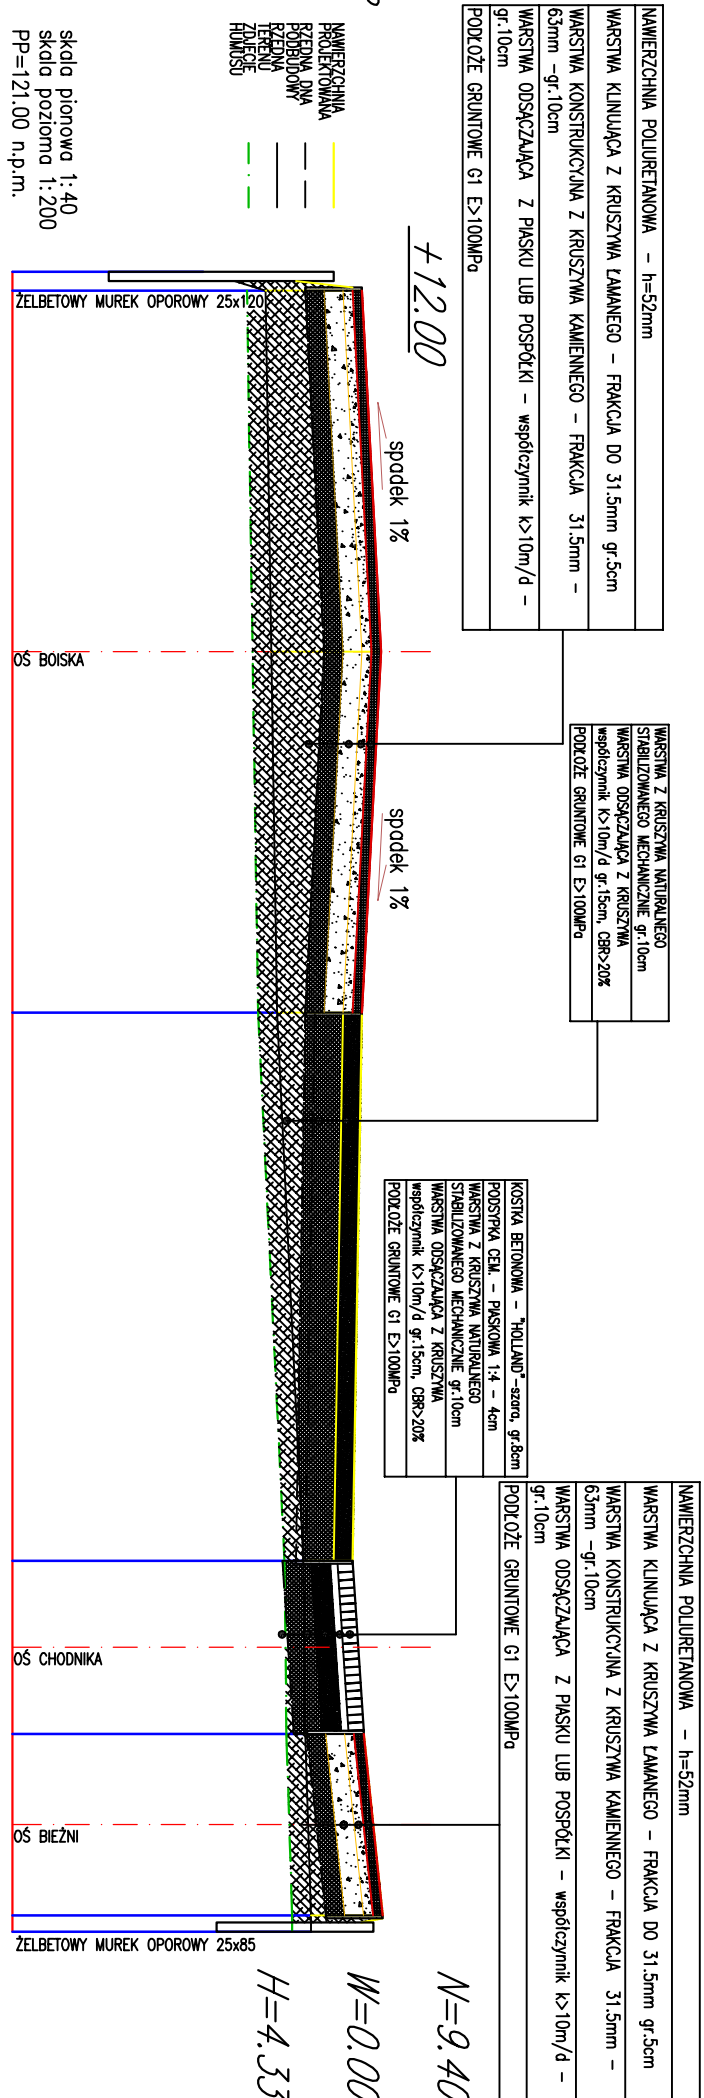 NAWIERZCHNIA POLIURETANOWA – h=52mm
WARSTWA KLINUJĄCA Z KRUSZYWA ŁAMANEGO – FRAKCJA DO 31.5mm gr.5cm
WARSTWA KONSTRUKCYJNA Z KRUSZYWA KAMIENNEGO – FRAKCJA 31.5mm –
63mm –gr.10cm
WARSTWA ODSĄCZAJĄCA Z PIASKU LUB POSPÓŁKI – współczynnik k>10m/d –
gr.10cm
PODŁOŻE GRUNTOWE G1 E>100MPa
WARSTWA Z KRUSZYWA NATURALNEGO
STABILIZOWANEGO MECHANICZNIE gr.10cm
WARSTWA ODSĄCZAJĄCA Z KRUSZYWA
współczynnik K>10m/d gr.15cm, CBR>20%
PODŁOŻE GRUNTOWE G1 E>100MPa
KOSTKA BETONOWA – "HOLLAND"–szara, gr.8cm
PODSYPKA CEM. – PIASKOWA 1:4 – 4cm
WARSTWA Z KRUSZYWA NATURALNEGO
STABILIZOWANEGO MECHANICZNIE gr.10cm
WARSTWA ODSĄCZAJĄCA Z KRUSZYWA
współczynnik K>10m/d gr.15cm, CBR>20%
PODŁOŻE GRUNTOWE G1 E>100MPa
NAWIERZCHNIA POLIURETANOWA – h=52mm
WARSTWA KLINUJĄCA Z KRUSZYWA ŁAMANEGO – FRAKCJA DO 31.5mm gr.5cm
WARSTWA KONSTRUKCYJNA Z KRUSZYWA KAMIENNEGO – FRAKCJA 31.5mm –
63mm –gr.10cm
WARSTWA ODSĄCZAJĄCA Z PIASKU LUB POSPÓŁKI – współczynnik k>10m/d –
gr.10cm
PODŁOŻE GRUNTOWE G1 E>100MPa
+12.00
spadek 1%
spadek 1%
N=9.40
W=0.00
H=4.33
NAWIERZCHNIA
PROJEKTOWANA
RZĘDNA DNA
PODBUDOWY
RZĘDNA
TERENU
ZDJĘCIE
HUMUSU
skala pionowa 1:40
skala pozioma 1:200
PP=121.00 n.p.m.
ŻELBETOWY MUREK OPOROWY 25x120
OŚ BOISKA
OŚ CHODNIKA
OŚ BIEŻNI
ŻELBETOWY MUREK OPOROWY 25x85